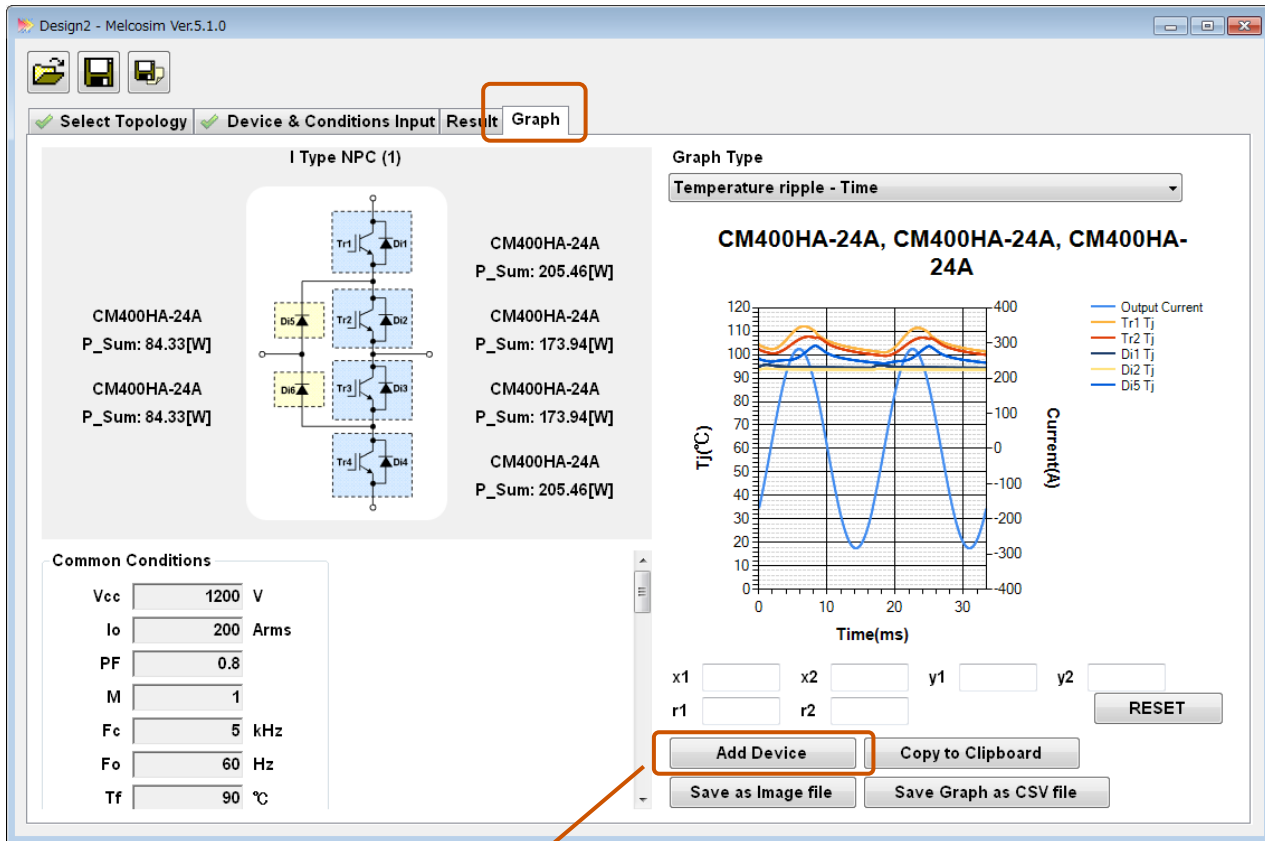 Design2 - Melcosim Ver.5.1.0
Select Topology
Device & Conditions Input
Result
Graph
I Type NPC (1)
Tr1
Di1
CM400HA-24A
P_Sum: 205.46[W]
CM400HA-24A
P_Sum: 84.33[W]
Di5
Tr2
Di2
CM400HA-24A
P_Sum: 173.94[W]
CM400HA-24A
P_Sum: 84.33[W]
Di6
Tr3
Di3
CM400HA-24A
P_Sum: 173.94[W]
Tr4
Di4
CM400HA-24A
P_Sum: 205.46[W]
Common Conditions
Vcc 1200 V
Io 200 Arms
PF 0.8
M 1
Fc 5 kHz
Fo 60 Hz
Tf 90 ℃
Graph Type
Temperature ripple - Time
CM400HA-24A, CM400HA-24A, CM400HA-
24A
120
110
100
90
80
70
60
50
40
30
20
10
0
Tj(℃)
400
300
200
100
0
-100
-200
-300
-400
Current(A)
0 10 20 30
Time(ms)
Output Current
Tr1 Tj
Tr2 Tj
Di1 Tj
Di2 Tj
Di5 Tj
x1 x2 y1 y2
r1 r2 RESET
Add Device
Copy to Clipboard
Save as Image file
Save Graph as CSV file